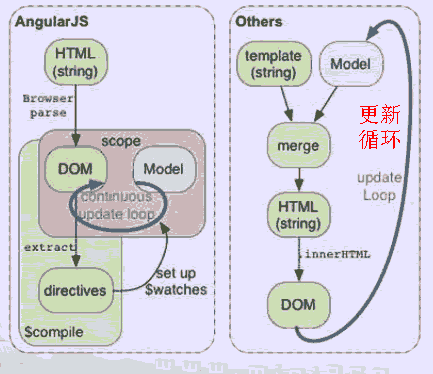 AngularJS
HTML
(string)
Browser
parse
scope
DOM
Model
continuous
update loop
extract
directives
set up
$watches
$compile
Others
template
(string)
Model
merge
更新
循环
update
Loop
HTML
(string)
.innerHTML
DOM